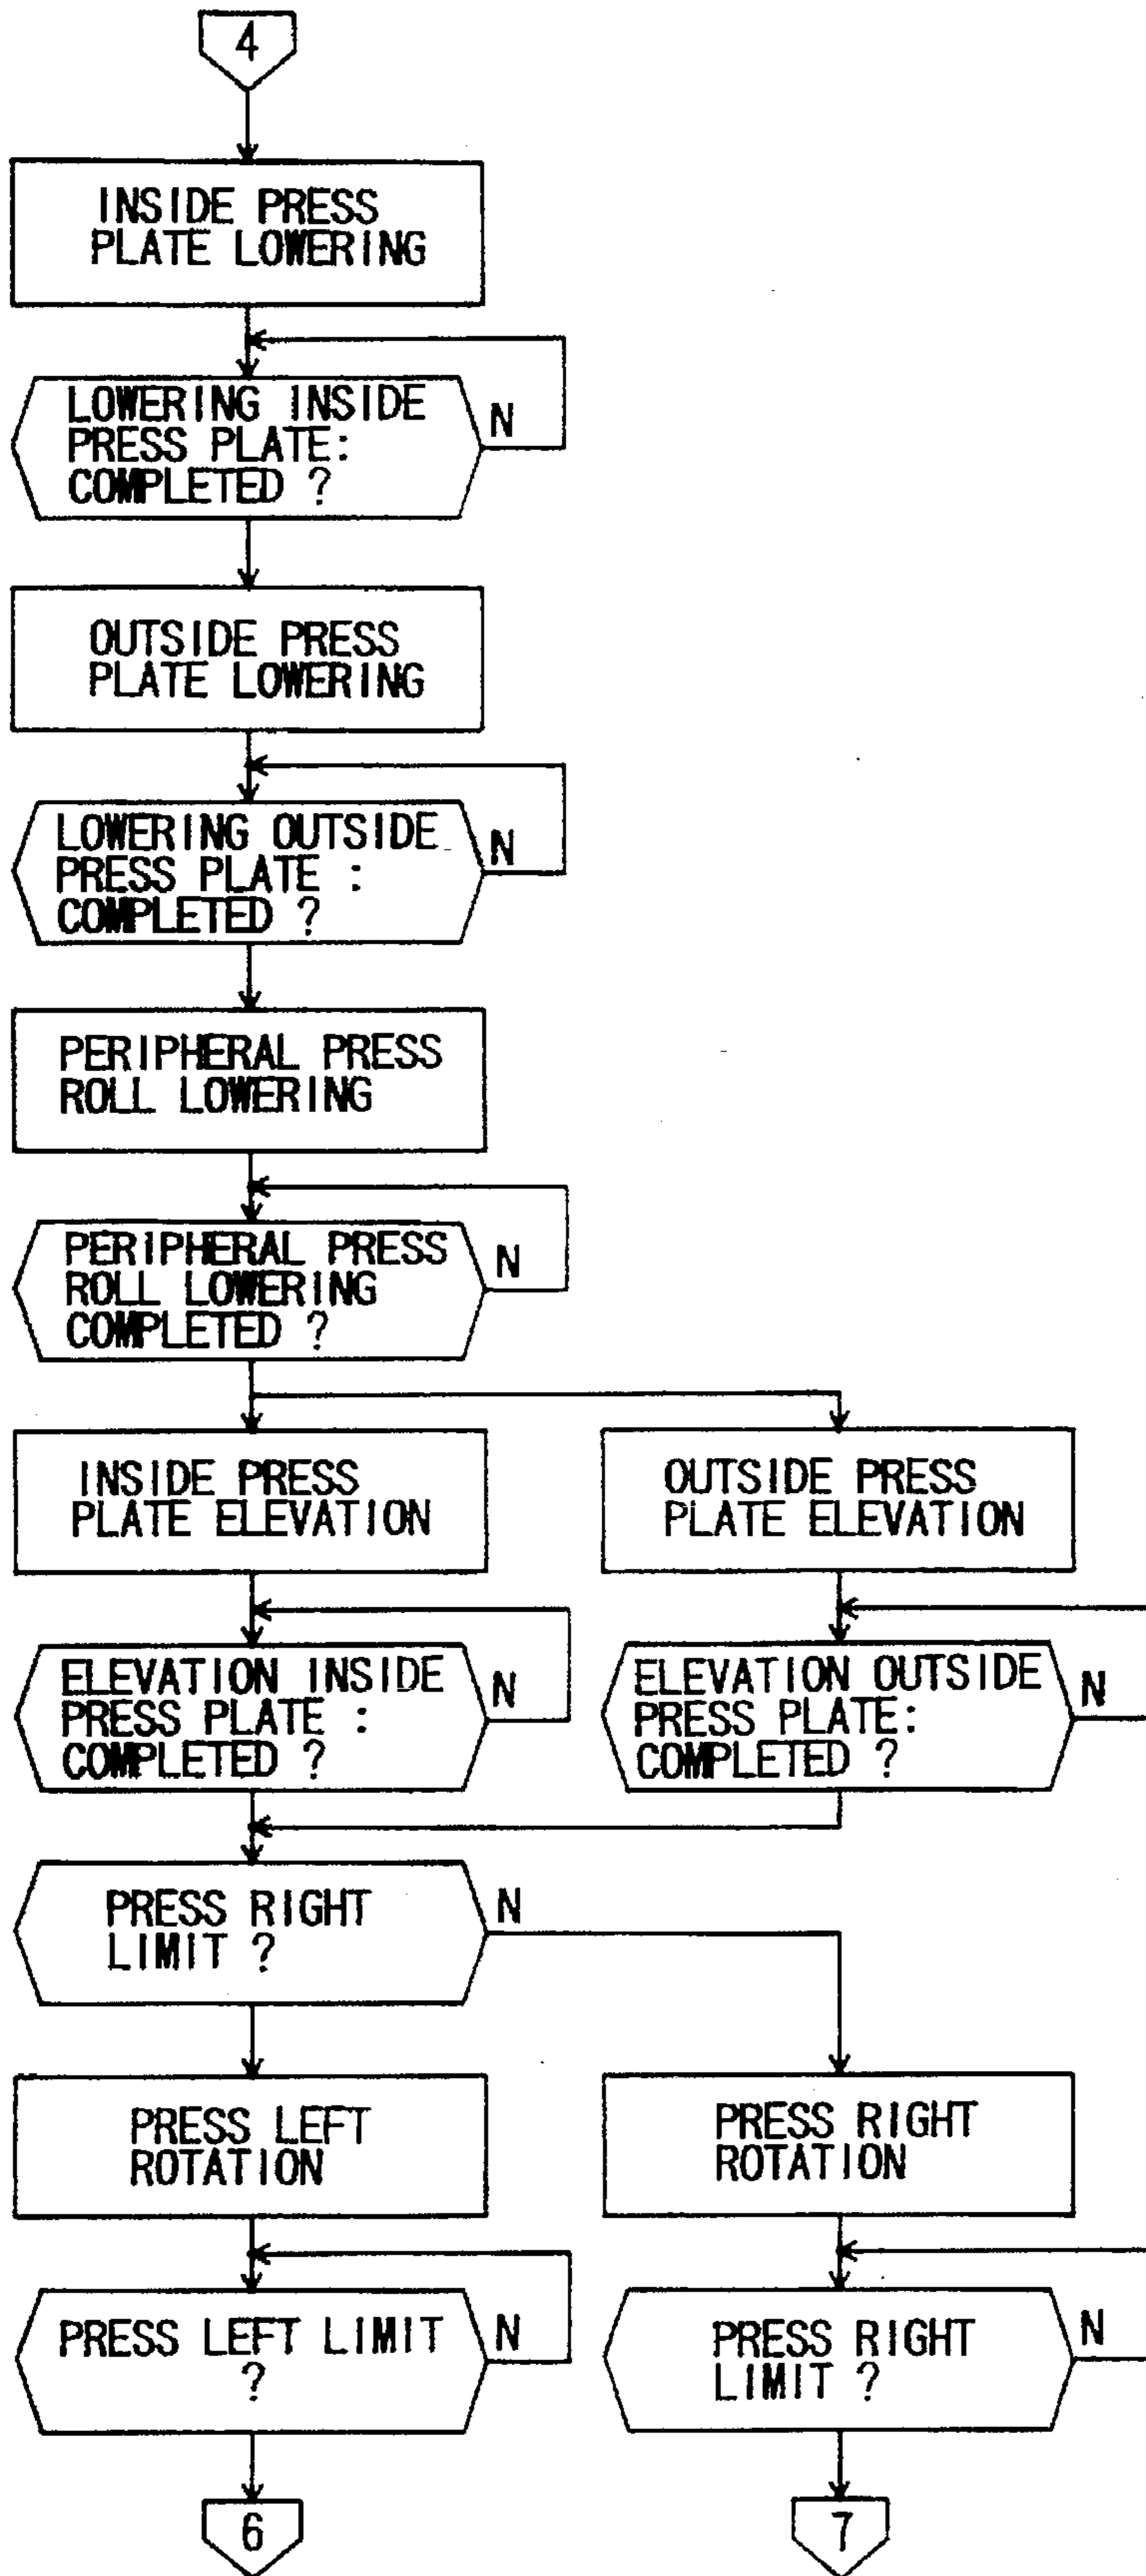 4
INSIDE PRESS
PLATE LOWERING
LOWERING INSIDE
PRESS PLATE:
COMPLETED ?
N
OUTSIDE PRESS
PLATE LOWERING
LOWERING OUTSIDE
PRESS PLATE :
COMPLETED ?
N
PERIPHERAL PRESS
ROLL LOWERING
PERIPHERAL PRESS
ROLL LOWERING
COMPLETED ?
N
INSIDE PRESS
PLATE ELEVATION
OUTSIDE PRESS
PLATE ELEVATION
ELEVATION INSIDE
PRESS PLATE :
COMPLETED ?
N
ELEVATION OUTSIDE
PRESS PLATE:
COMPLETED ?
N
PRESS RIGHT
LIMIT ?
N
PRESS LEFT
ROTATION
PRESS RIGHT
ROTATION
PRESS LEFT LIMIT
?
N
PRESS RIGHT
LIMIT ?
N
6
7